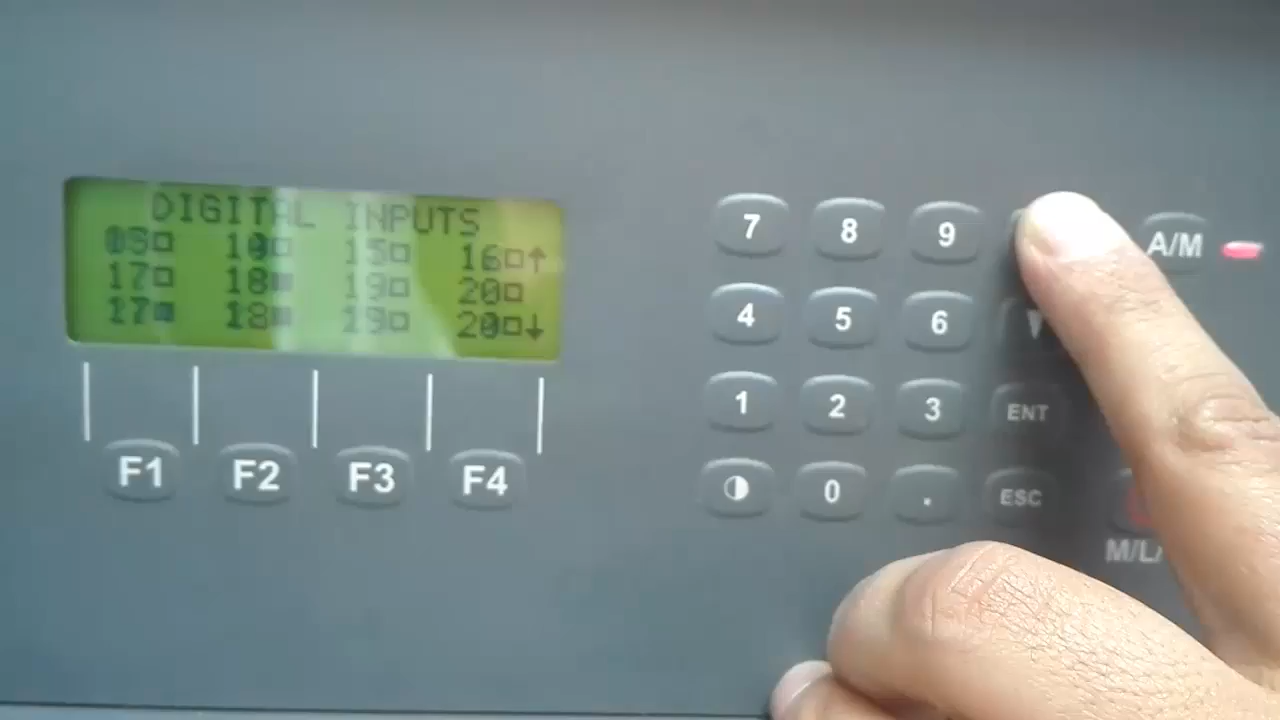 DIGITAL INPUTS
10 15 16↑
17 18 19 20
17 18 19 20↓
F1 F2 F3 F4
7 8 9
A/M
4 5 6 ▼
1 2 3 ENT
0 . ESC